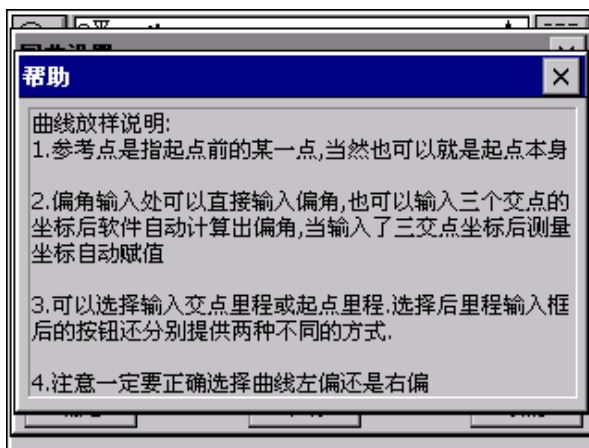 帮助
曲线放样说明:
1.参考点是指起点前的某一点,当然也可以就是起点本身
2.偏角输入处可以直接输入偏角,也可以输入三个交点的
坐标后软件自动计算出偏角,当输入了三交点坐标后测量
坐标自动赋值
3.可以选择输入交点里程或起点里程.选择后里程输入框
后的按钮还分别提供两种不同的方式.
4.注意一定要正确选择曲线左偏还是右偏